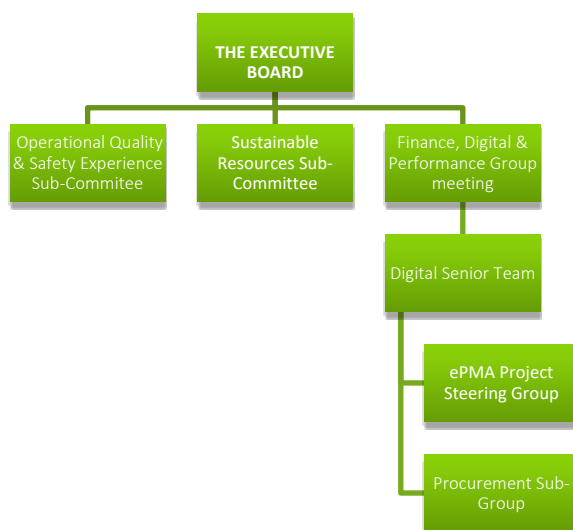 THE EXECUTIVE
BOARD
Operational Quality
& Safety Experience
Sub-Commitee
Sustainable
Resources Sub-
Committee
Finance, Digital &
Performance Group
meeting
Digital Senior Team
ePMA Project
Steering Group
Procurement Sub-
Group